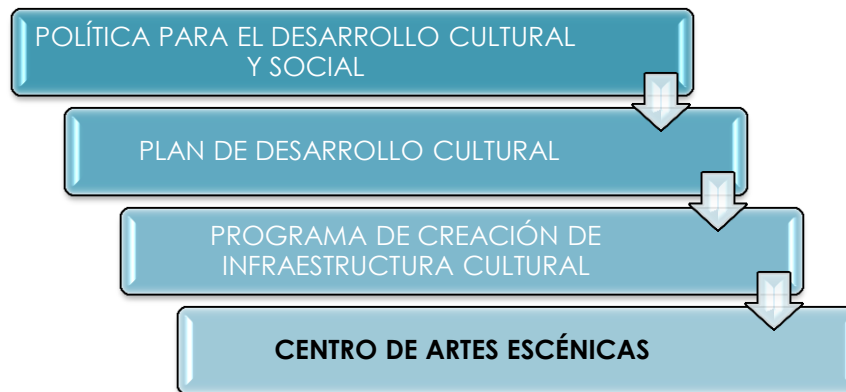 POLÍTICA PARA EL DESARROLLO CULTURAL
Y SOCIAL
PLAN DE DESARROLLO CULTURAL
PROGRAMA DE CREACIÓN DE
INFRAESTRUCTURA CULTURAL
CENTRO DE ARTES ESCÉNICAS